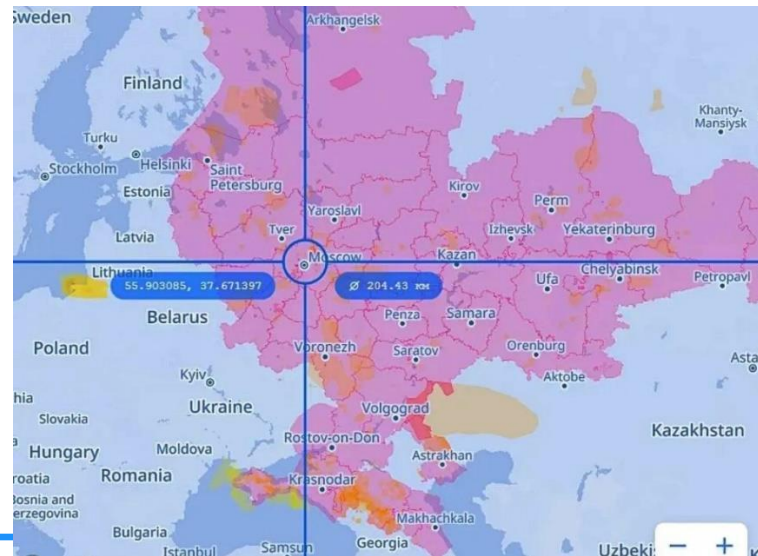 Sweden
Arkhangelsk
Finland
Khanty-
Mansiysk
Turku
Helsinki
Stockholm
Saint
Petersburg
Estonia
Kirov
Perm
Yaroslavl
Tver
Izhevsk
Yekaterinburg
Latvia
Moscow
Kazan
Lithuania
Chelyabinsk
Petropavl
Ufa
55.903085, 37.671397
Ø 204.43 км
Belarus
Penza
Samara
Poland
Voronezh
Saratov
Orenburg
Asta
Kyiv
Aktobe
hia
Ukraine
Volgograd
Slovakia
Kazakhstan
Rostov-on-Don
Hungary
Moldova
Astrakhan
roatia
Romania
Krasnodar
Bosnia and
erzegovina
Makhachkala
Bulgaria
Georgia
Istanbul
Samsun
Uzbeki
− +